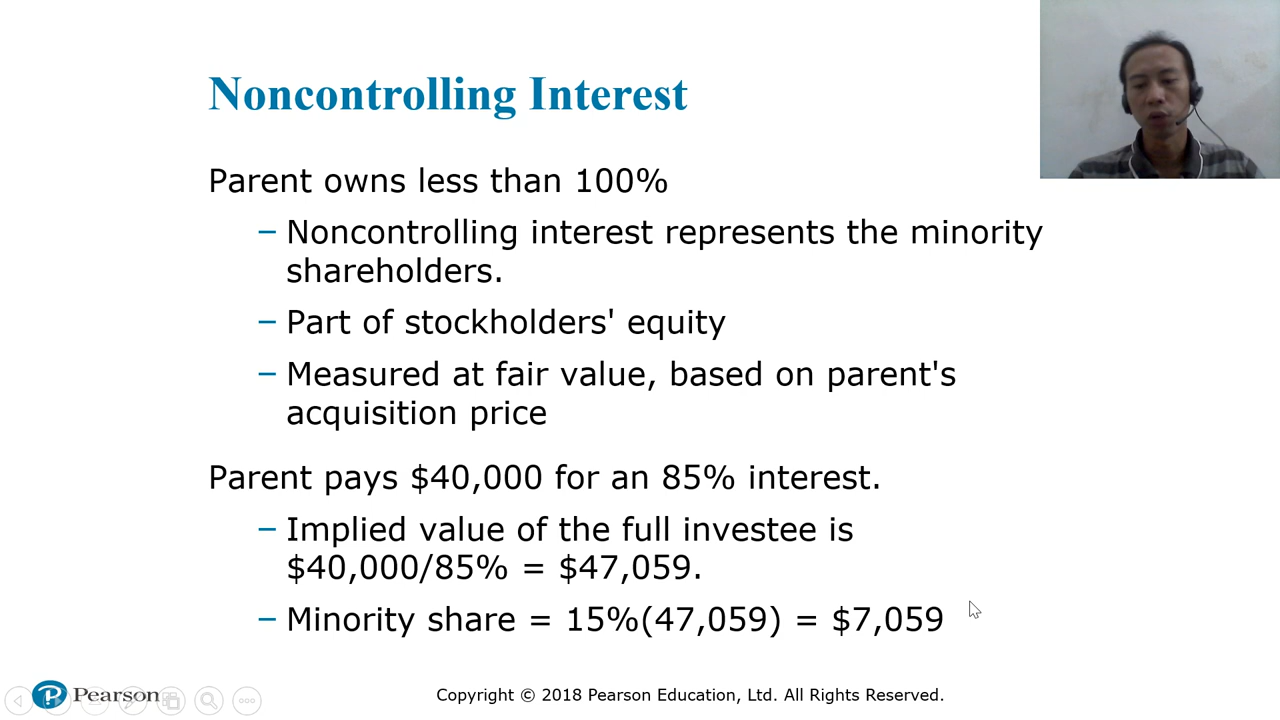 Noncontrolling Interest
Parent owns less than 100%
– Noncontrolling interest represents the minority
shareholders.
– Part of stockholders' equity
– Measured at fair value, based on parent's
acquisition price
Parent pays $40,000 for an 85% interest.
– Implied value of the full investee is
$40,000/85% = $47,059.
– Minority share = 15%(47,059) = $7,059
Pearson
Copyright © 2018 Pearson Education, Ltd. All Rights Reserved.